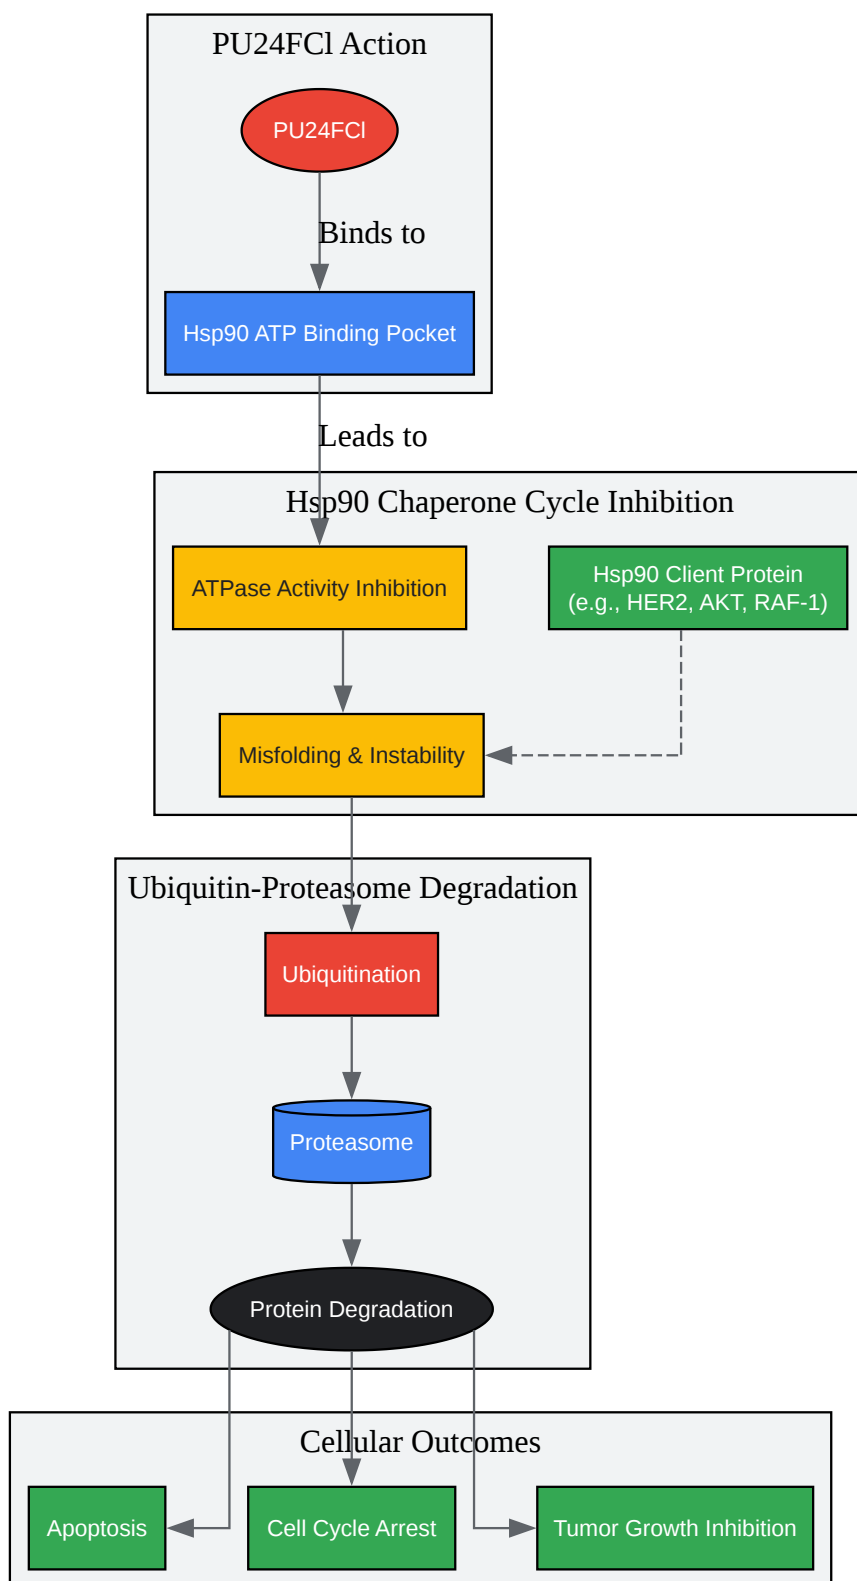 PU24FCl Action
PU24FCl
Binds to
Hsp90 ATP Binding Pocket
Leads to
Hsp90 Chaperone Cycle Inhibition
ATPase Activity Inhibition
Hsp90 Client Protein
(e.g., HER2, AKT, RAF-1)
Misfolding & Instability
Ubiquitin-Proteasome Degradation
Ubiquitination
Proteasome
Protein Degradation
Cellular Outcomes
Apoptosis
Cell Cycle Arrest
Tumor Growth Inhibition